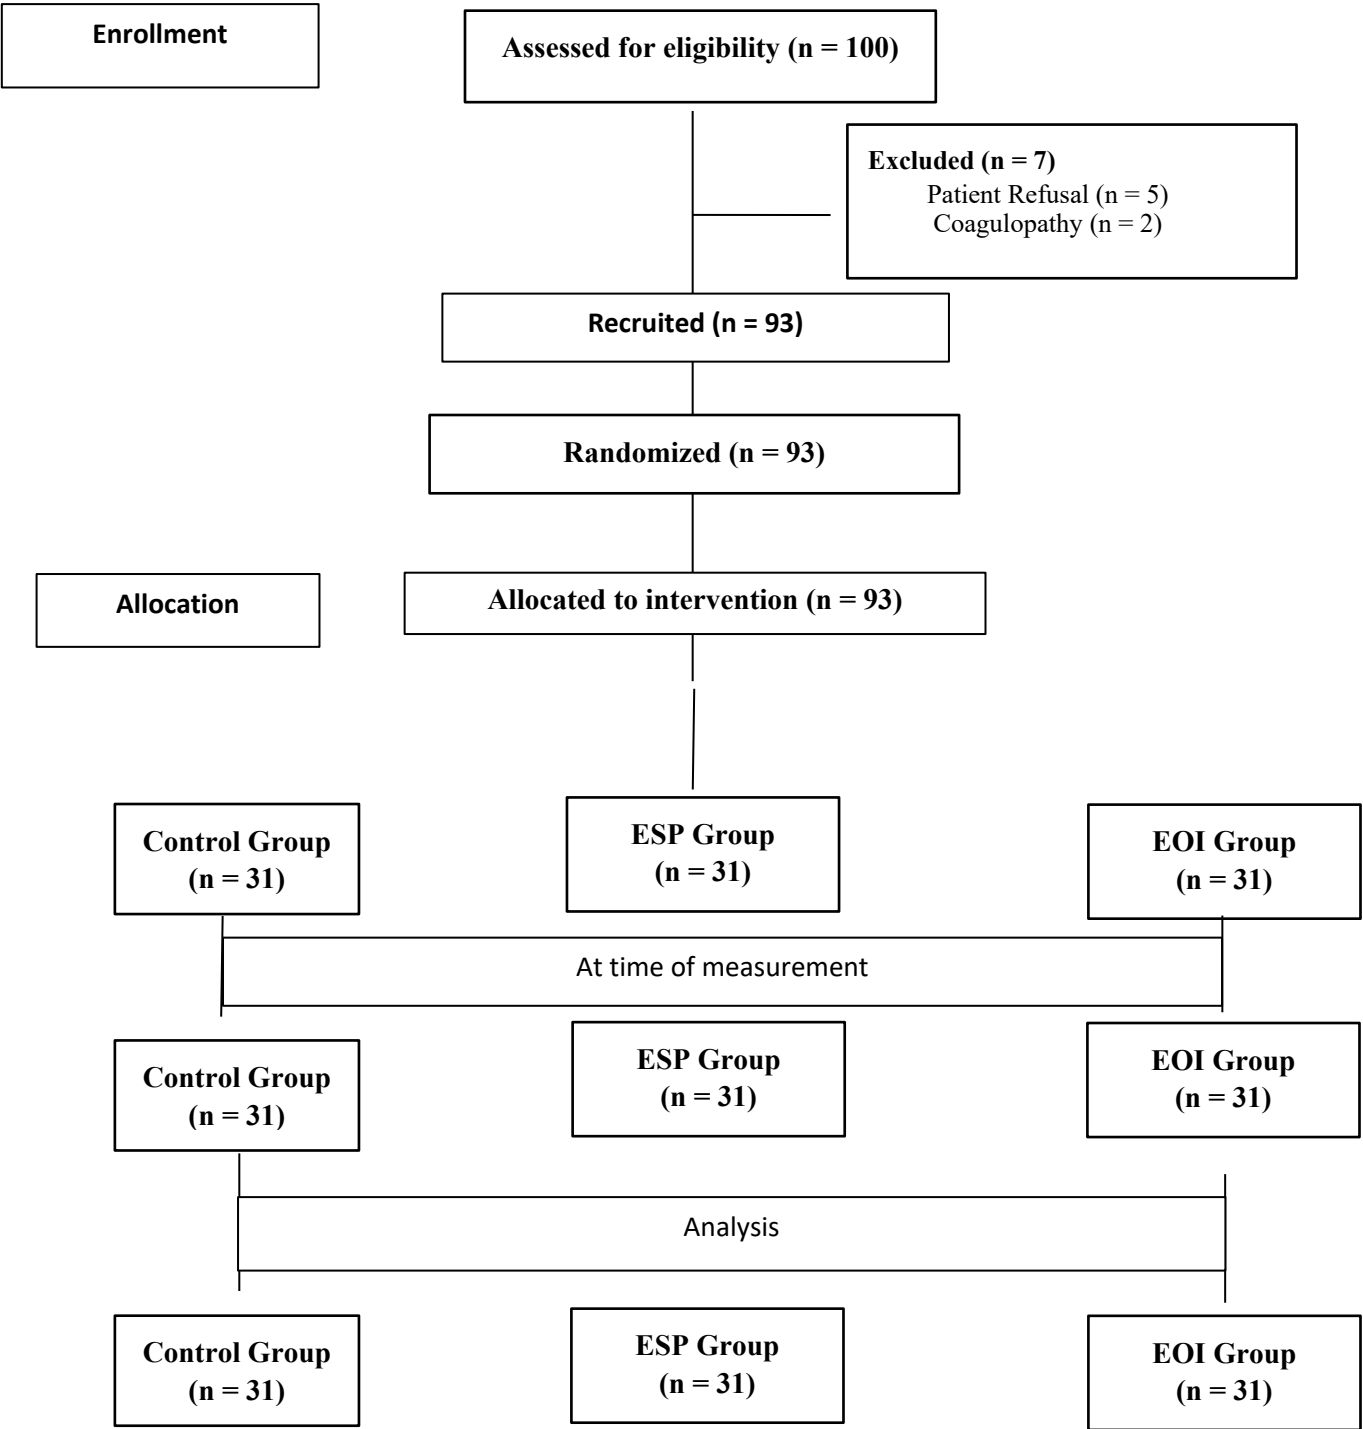 Enrollment
Assessed for eligibility (n = 100)
Excluded (n = 7)
Patient Refusal (n = 5)
Coagulopathy (n = 2)
Recruited (n = 93)
Randomized (n = 93)
Allocation
Allocated to intervention (n = 93)
Control Group
(n = 31)
ESP Group
(n = 31)
EOI Group
(n = 31)
At time of measurement
Control Group
(n = 31)
ESP Group
(n = 31)
EOI Group
(n = 31)
Analysis
Control Group
(n = 31)
ESP Group
(n = 31)
EOI Group
(n = 31)